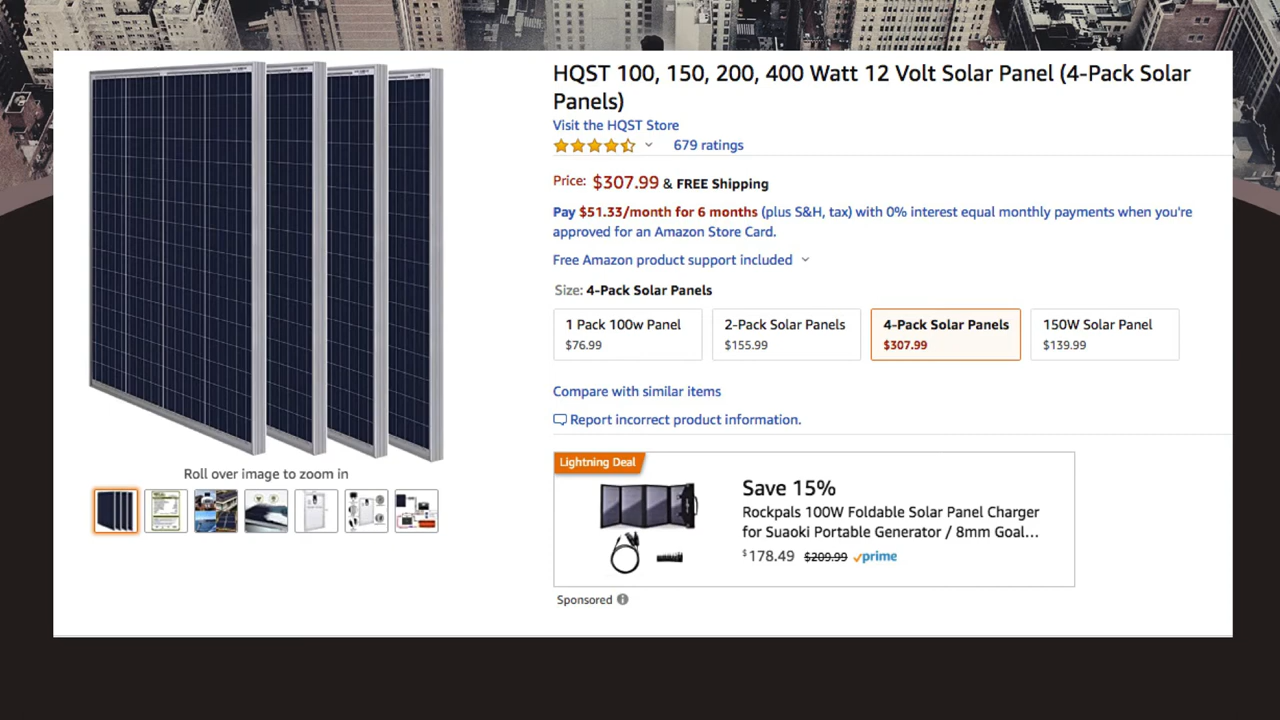 HQST 100, 150, 200, 400 Watt 12 Volt Solar Panel (4-Pack Solar
Panels)
Visit the HQST Store
679 ratings
Price: $307.99 & FREE Shipping
Pay $51.33/month for 6 months (plus S&H, tax) with 0% interest equal monthly payments when you're
approved for an Amazon Store Card.
Free Amazon product support included
Size: 4-Pack Solar Panels
1 Pack 100w Panel
$76.99
2-Pack Solar Panels
$155.99
4-Pack Solar Panels
$307.99
150W Solar Panel
$139.99
Compare with similar items
Report incorrect product information.
Roll over image to zoom in
Lightning Deal
Save 15%
Rockpals 100W Foldable Solar Panel Charger
for Suaoki Portable Generator / 8mm Goal...
$178.49 $209.99 prime
Sponsored